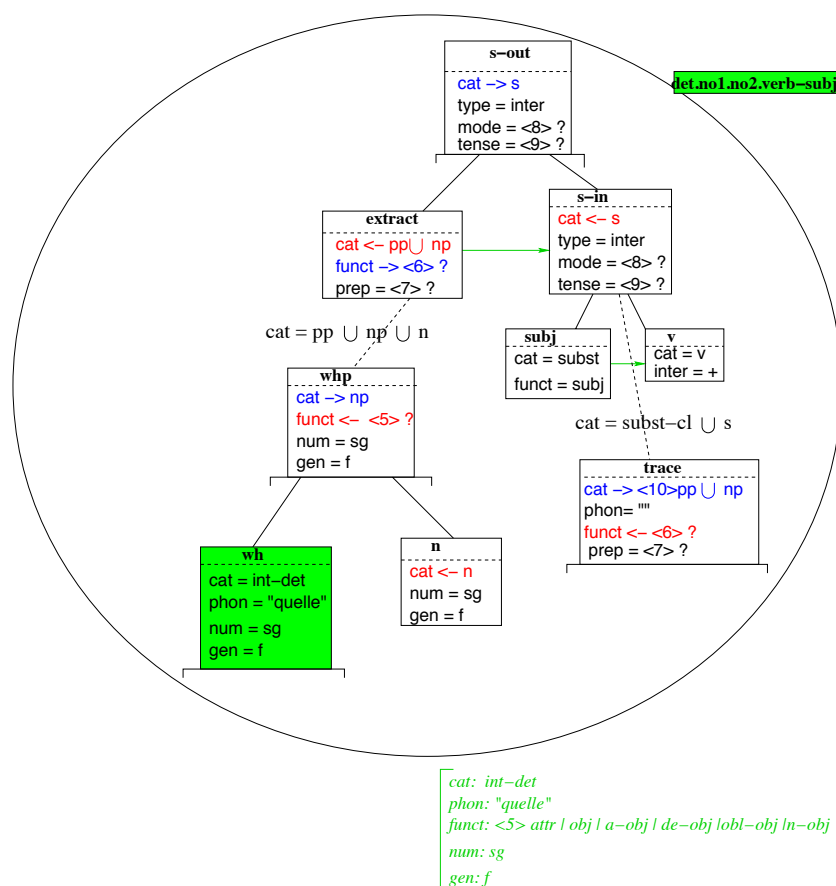 s-out
cat -> s
type = inter
mode = <8> ?
tense = <9> ?
det.no1.no2.verb-subj
extract
cat <- pp∪ np
funct -> <6> ?
prep = <7> ?
s-in
cat <- s
type = inter
mode = <8> ?
tense = <9> ?
cat = pp ∪ np ∪ n
subj
cat = subst
funct = subj
v
cat = v
inter = +
whp
cat -> np
funct <- <5> ?
num = sg
gen = f
cat = subst-cl ∪ s
trace
cat -> <10>pp ∪ np
phon= ""
funct <- <6> ?
prep = <7> ?
wh
cat = int-det
phon = "quelle"
num = sg
gen = f
n
cat <- n
num = sg
gen = f
cat: int-det
phon: "quelle"
funct: <5> attr | obj | a-obj | de-obj |obl-obj |n-obj
num: sg
gen: f